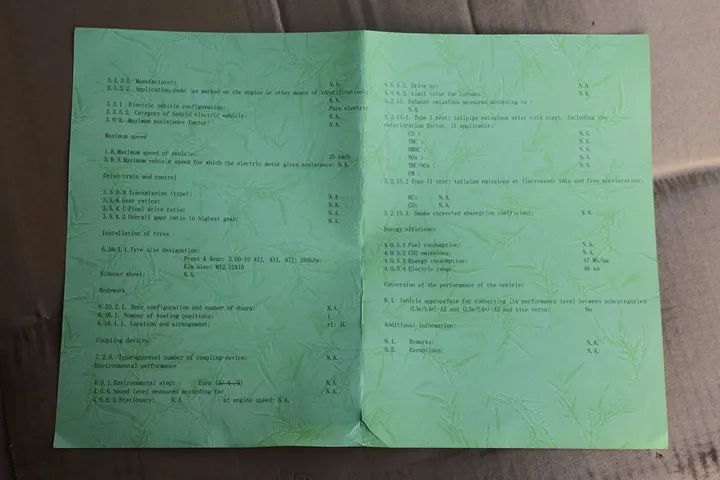 3.1.3.1. Manufacturer: N.A.
3.1.3.2. Application code (as marked on the engine or other means of identification):
N.A.
3.3.1. Electric vehicle configuration: Pure electric
3.3.5.2. Category of hybrid electric vehicle: N.A.
3.9.8. Maximum assistance factor: N.A.
Maximum speed
1.8. Maximum speed of vehicle: 25 km/h
3.9.3. Maximum vehicle speed for which the electric motor gives assistance: N.A.
Drive-train and control
3.5.3.9. Transmission (type): N.A.
3.5.4. Gear ratios: N.A.
3.5.4.1. Final drive ratio: N.A.
3.5.4.2. Overall gear ratio in highest gear: N.A.
Installation of tyres
6.18.1.1. Tyre size designation:
Front & Rear: 3.00-10 42J, 43J, 47J; 280kPa;
Rim size: MT2.15X10
Sidecar wheel: N.A.
Bodywork
6.20.2.1. Door configuration and number of doors: N.A.
6.16.1. Number of seating positions: 1
6.16.1.1. Location and arrangement: r1: 1C
Coupling devices
7.2.6. Type-approval number of coupling device: N.A.
Environmental performance
4.0.1. Environmental step: Euro N.A.
4.0.6. Sound level measured according to: N.A.
4.0.6.1. Stationary: N.A. at engine speed: N.A.
4.0.6.2. Drive by: N.A.
4.0.6.3. Limit value for N.A.
3.2.15. Exhaust emissions measured according to :
N.A.
3.2.15.1. Type I test: tailpipe emissions after cold start, including the
deterioration factor, if applicable:
CO : N.A.
THC : N.A.
NMHC : N.A.
NOx : N.A.
THC+NOx : N.A.
PM : N.A.
3.2.15.2 Type II test: tailpipe emissions at (increased) idle and free acceleration:
HC: N.A.
CO: N.A.
3.2.15.3. Smoke corrected absorption coefficient: N.A.
Energy efficiency
4.0.3.1 Fuel consumption: N.A.
4.0.3.2 CO2 emissions: N.A.
4.0.3.3 Energy consumption: Wh/km
4.0.3.4 Electric range: km
Conversion of the performance of the vehicle:
8.1. Vehicle appropriate for converting its performance level between subcategories
(L3e/L4e)-A2 and (L3e/L4e)-A3 and vice versa: No
Additional information:
9.1. Remarks: N.A.
9.2. Exemptions: N.A.